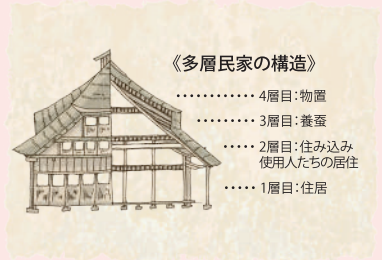 《多層民家の構造》
････････････4層目：物置
･････････3層目：養蚕
･････2層目：住み込み
使用人たちの居住
･････1層目：住居